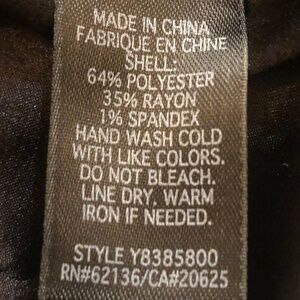 MADE IN CHINA
FABRIQUE EN CHINE
SHELL:
64% POLYESTER
35% RAYON
1% SPANDEX
HAND WASH COLD
WITH LIKE COLORS.
DO NOT BLEACH.
LINE DRY. WARM
IRON IF NEEDED.
STYLE Y8385800
RN#62136/CA#20625